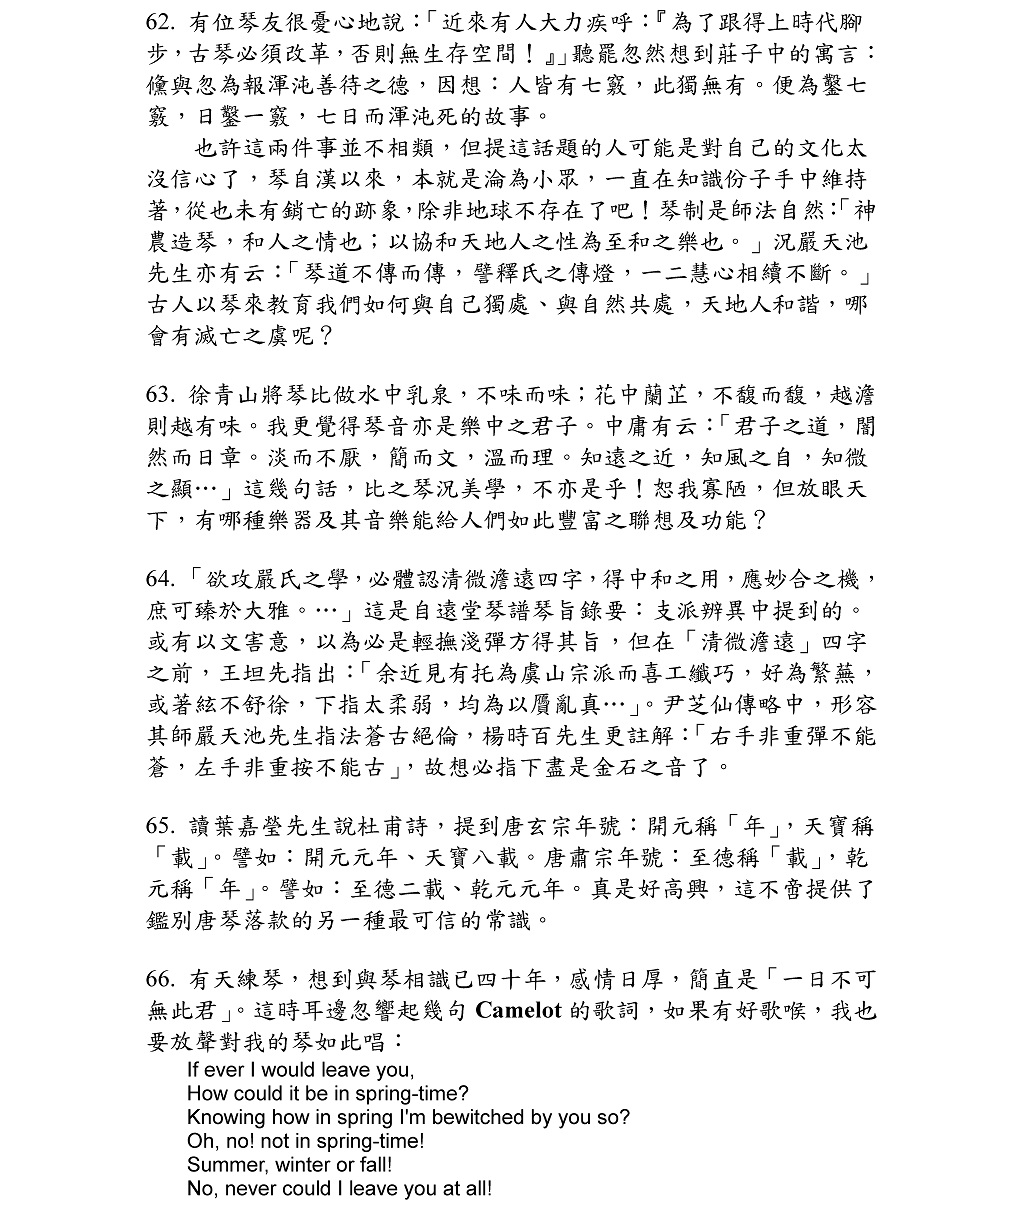 62. 有位琴友很憂心地說：「近來有人大力疾呼：『為了跟得上時代腳
步，古琴必須改革，否則無生存空間！』」聽罷忽然想到莊子中的寓言：
儵與忽為報渾沌善待之德，因想：人皆有七竅，此獨無有。便為鑿七
竅，日鑿一竅，七日而渾沌死的故事。
也許這兩件事並不相類，但提這話題的人可能是對自己的文化太
沒信心了，琴自漢以來，本就是淪為小眾，一直在知識份子手中維持
著，從也未有銷亡的跡象，除非地球不存在了吧！琴制是師法自然：「神
農造琴，和人之情也；以協和天地人之性為至和之樂也。」況嚴天池
先生亦有云：「琴道不傳而傳，譬釋氏之傳燈，一二慧心相續不斷。」
古人以琴來教育我們如何與自己獨處、與自然共處，天地人和諧，哪
會有滅亡之虞呢？
63. 徐青山將琴比做水中乳泉，不味而味；花中蘭芷，不馥而馥，越澹
則越有味。我更覺得琴音亦是樂中之君子。中庸有云：「君子之道，闇
然而日章。淡而不厭，簡而文，溫而理。知遠之近，知風之自，知微
之顯…」這幾句話，比之琴況美學，不亦是乎！恕我寡陋，但放眼天
下，有哪種樂器及其音樂能給人們如此豐富之聯想及功能？
64. 「欲攻嚴氏之學，必體認清微澹遠四字，得中和之用，應妙合之機，
庶可臻於大雅。…」這是自遠堂琴譜琴旨錄要：支派辨異中提到的。
或有以文害意，以為必是輕撫淺彈方得其旨，但在「清微澹遠」四字
之前，王坦先指出：「余近見有托為虞山宗派而喜工纖巧，好為繁蕪，
或著絃不舒徐，下指太柔弱，均為以贗亂真…」。尹芝仙傳略中，形容
其師嚴天池先生指法蒼古絕倫，楊時百先生更註解：「右手非重彈不能
蒼，左手非重按不能古」，故想必指下盡是金石之音了。
65. 讀葉嘉瑩先生說杜甫詩，提到唐玄宗年號：開元稱「年」，天寶稱
「載」。譬如：開元元年、天寶八載。唐肅宗年號：至德稱「載」，乾
元稱「年」。譬如：至德二載、乾元元年。真是好高興，這不啻提供了
鑑別唐琴落款的另一種最可信的常識。
66. 有天練琴，想到與琴相識已四十年，感情日厚，簡直是「一日不可
無此君」。這時耳邊忽響起幾句 Camelot 的歌詞，如果有好歌喉，我也
要放聲對我的琴如此唱：
If ever I would leave you,
How could it be in spring-time?
Knowing how in spring I'm bewitched by you so?
Oh, no! not in spring-time!
Summer, winter or fall!
No, never could I leave you at all!